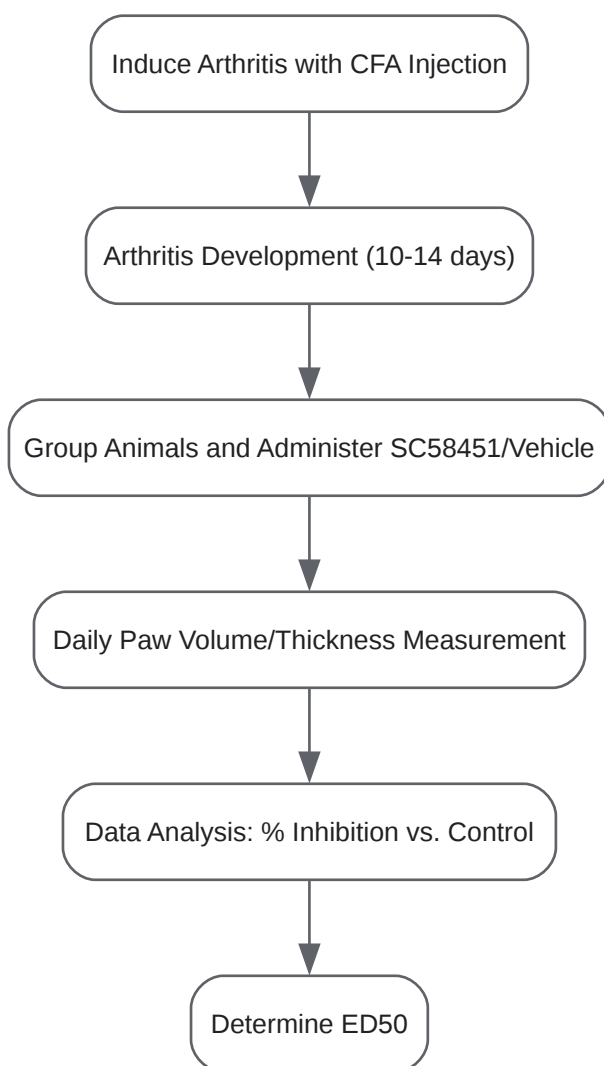 Induce Arthritis with CFA Injection
Arthritis Development (10-14 days)
Group Animals and Administer SC58451/Vehicle
Daily Paw Volume/Thickness Measurement
Data Analysis: % Inhibition vs. Control
Determine ED50